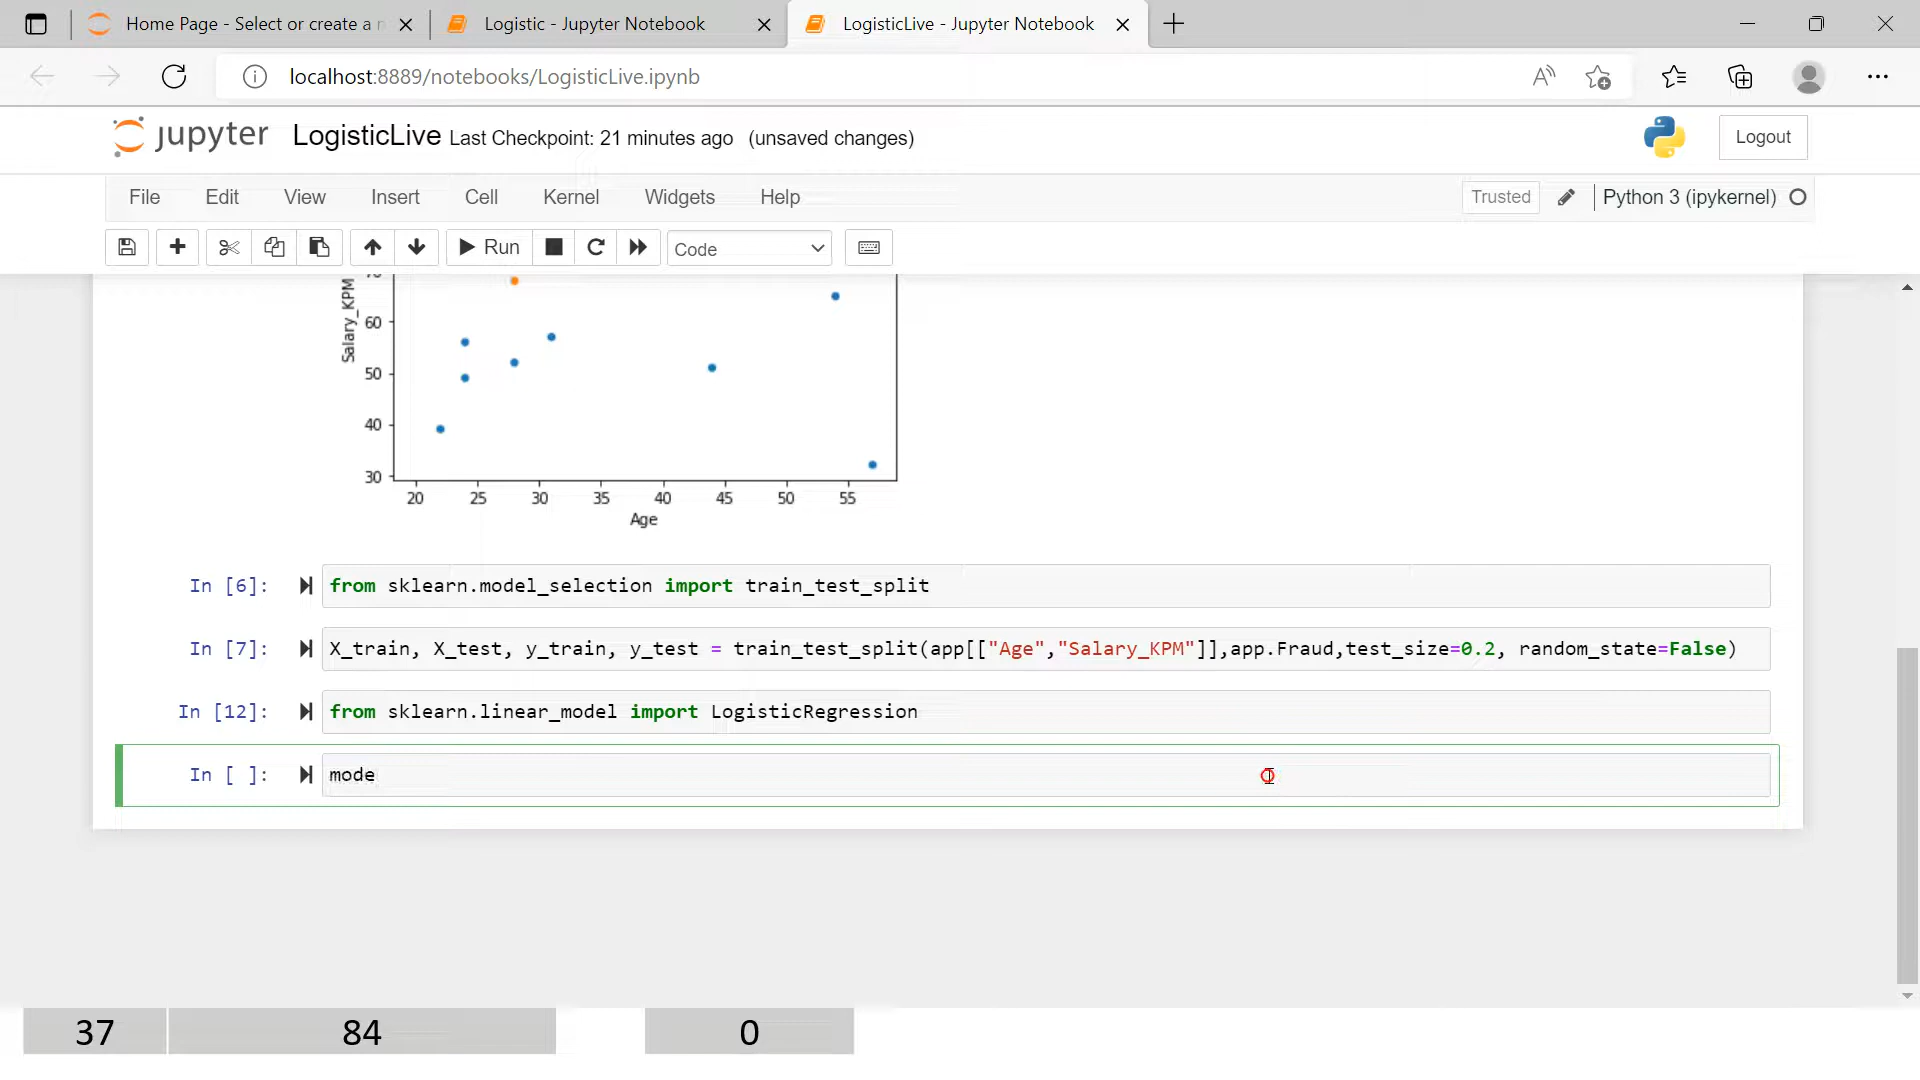 Home Page - Select or create a n
Logistic - Jupyter Notebook
LogisticLive - Jupyter Notebook
localhost:8889/notebooks/LogisticLive.ipynb
jupyter LogisticLive Last Checkpoint: 21 minutes ago (unsaved changes)
Logout
File Edit View Insert Cell Kernel Widgets Help
Trusted Python 3 (ipykernel)
Run Code
Salary_KPM
70
60
50
40
30
20 25 30 35 40 45 50 55
Age
In [6]: from sklearn.model_selection import train_test_split
In [7]: X_train, X_test, y_train, y_test = train_test_split(app[["Age","Salary_KPM"]],app.Fraud,test_size=0.2, random_state=False)
In [12]: from sklearn.linear_model import LogisticRegression
In [ ]: mode
37 84 0